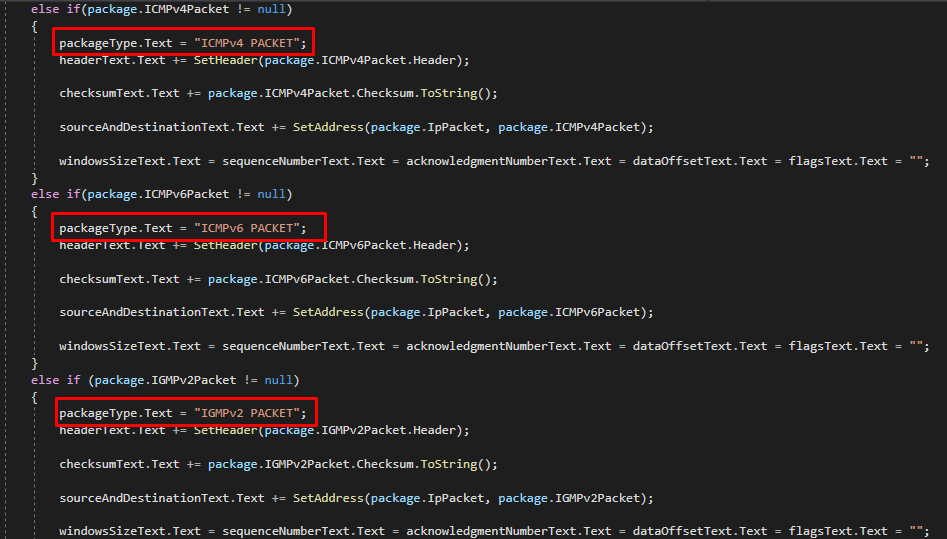 else if(package.ICMPv4Packet != null)
{
packageType.Text = "ICMPv4 PACKET";
headerText.Text += SetHeader(package.ICMPv4Packet.Header);
checksumText.Text += package.ICMPv4Packet.Checksum.ToString();
sourceAndDestinationText.Text += SetAddress(package.IpPacket, package.ICMPv4Packet);
windowsSizeText.Text = sequenceNumberText.Text = acknowledgmentNumberText.Text = dataOffsetText.Text = flagsText.Text = "";
}
else if(package.ICMPv6Packet != null)
{
packageType.Text = "ICMPv6 PACKET";
headerText.Text += SetHeader(package.ICMPv6Packet.Header);
checksumText.Text += package.ICMPv6Packet.Checksum.ToString();
sourceAndDestinationText.Text += SetAddress(package.IpPacket, package.ICMPv6Packet);
windowsSizeText.Text = sequenceNumberText.Text = acknowledgmentNumberText.Text = dataOffsetText.Text = flagsText.Text = "";
}
else if (package.IGMPv2Packet != null)
{
packageType.Text = "IGMPv2 PACKET";
headerText.Text += SetHeader(package.IGMPv2Packet.Header);
checksumText.Text += package.IGMPv2Packet.Checksum.ToString();
sourceAndDestinationText.Text += SetAddress(package.IpPacket, package.IGMPv2Packet);
windowsSizeText.Text = sequenceNumberText.Text = acknowledgmentNumberText.Text = dataOffsetText.Text = flagsText.Text = "";